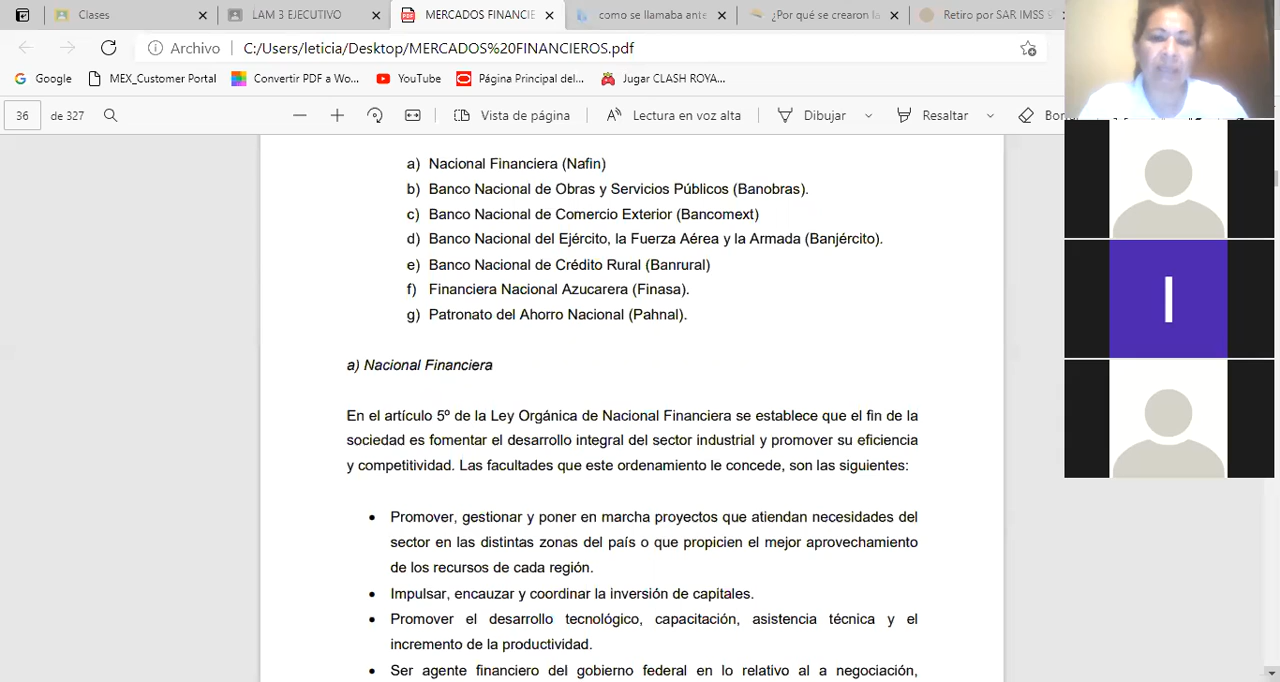 Clases
LAM 3 EJECUTIVO
MERCADOS FINANCIE
como se llamaba ante
¿Por qué se crearon la
Retiro por SAR IMSS 9
Archivo
C:/Users/leticia/Desktop/MERCADOS%20FINANCIEROS.pdf
Google
MEX_Customer Portal
Convertir PDF a Wo...
YouTube
Página Principal del...
Jugar CLASH ROYA...
36
de 327
Vista de página
Lectura en voz alta
Dibujar
Resaltar
a) Nacional Financiera (Nafin)
b) Banco Nacional de Obras y Servicios Públicos (Banobras).
c) Banco Nacional de Comercio Exterior (Bancomext)
d) Banco Nacional del Ejército, la Fuerza Aérea y la Armada (Banjército).
e) Banco Nacional de Crédito Rural (Banrural)
f) Financiera Nacional Azucarera (Finasa).
g) Patronato del Ahorro Nacional (Pahnal).
a) Nacional Financiera
En el artículo 5º de la Ley Orgánica de Nacional Financiera se establece que el fin de la
sociedad es fomentar el desarrollo integral del sector industrial y promover su eficiencia
y competitividad. Las facultades que este ordenamiento le concede, son las siguientes:
• Promover, gestionar y poner en marcha proyectos que atiendan necesidades del
sector en las distintas zonas del país o que propicien el mejor aprovechamiento
de los recursos de cada región.
• Impulsar, encauzar y coordinar la inversión de capitales.
• Promover el desarrollo tecnológico, capacitación, asistencia técnica y el
incremento de la productividad.
• Ser agente financiero del gobierno federal en lo relativo al a negociación,
I